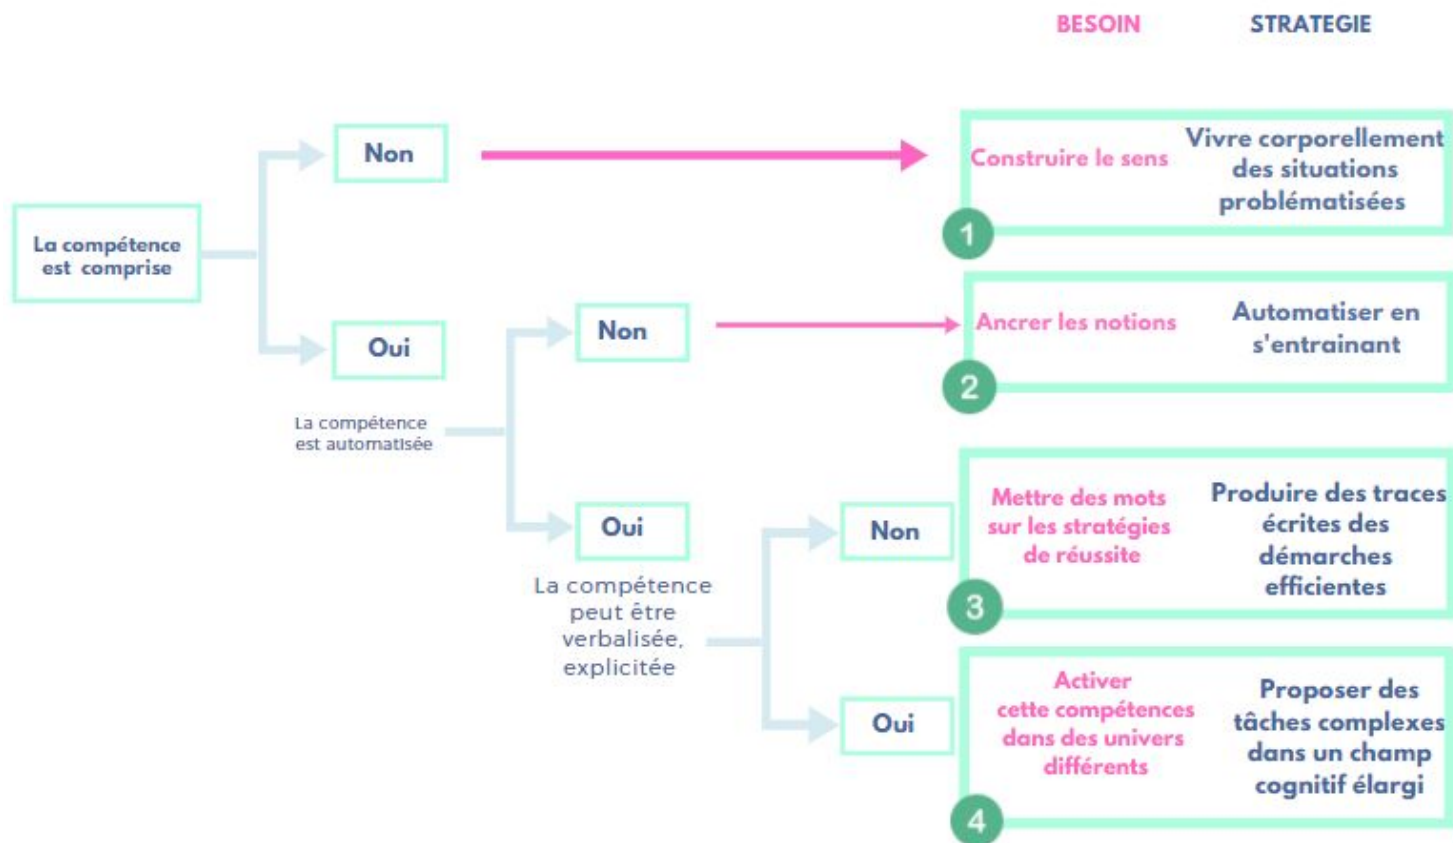 BESOIN
STRATEGIE
Non
Construire le sens
Vivre corporellement
des situations
problématisées
1
La compétence
est comprise
Oui
Non
Ancrer les notions
Automatiser en
s'entrainant
2
La compétence
est automatisée
Oui
Non
Mettre des mots
sur les stratégies
de réussite
Produire des traces
écrites des
démarches
efficientes
3
La compétence
peut être
verbalisée,
explicitée
Oui
Activer
cette compétences
dans des univers
différents
Proposer des
tâches complexes
dans un champ
cognitif élargi
4